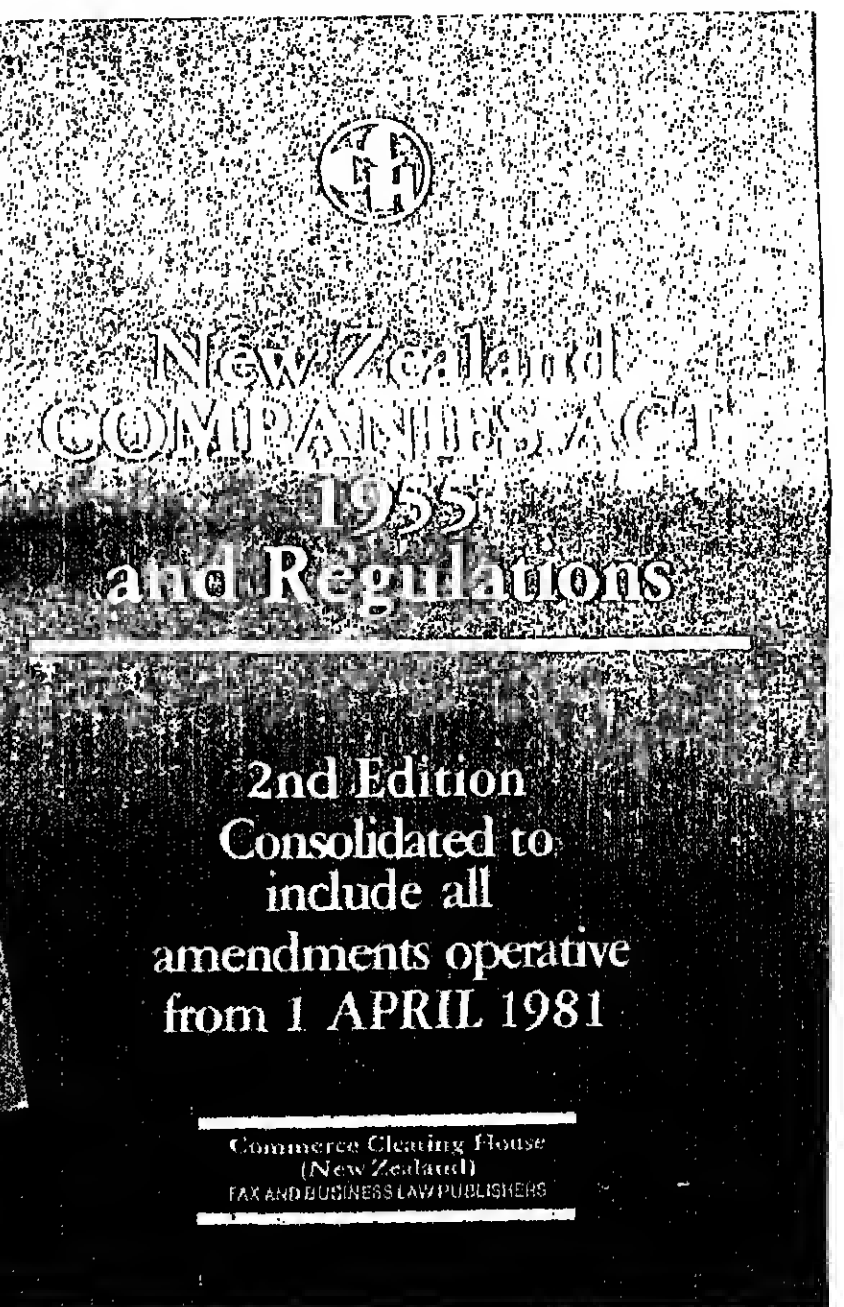 CCH
New Zealand
COMPANIES ACT
1955
and Regulations
2nd Edition
Consolidated to
include all
amendments operative
from 1 APRIL 1981
Commerce Clearing House
(New Zealand)
TAX AND BUSINESS LAW PUBLISHERS